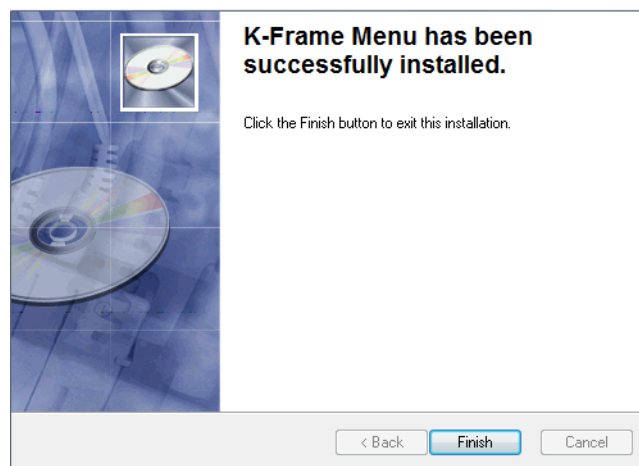 K-Frame Menu has been
successfully installed.
Click the Finish button to exit this installation.
< Back
Finish
Cancel